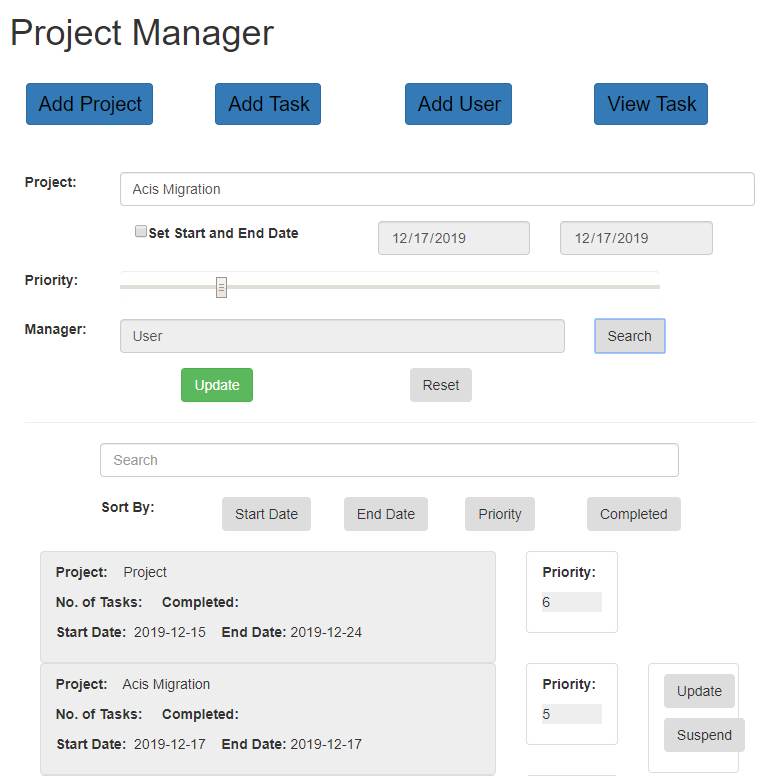 Project Manager
Add Project Add Task Add User View Task
Project: Acis Migration
Set Start and End Date 12/17/2019 12/17/2019
Priority:
Manager: User Search
Update Reset
Search
Sort By: Start Date End Date Priority Completed
Project: Project Priority:
No. of Tasks: Completed: 6
Start Date: 2019-12-15 End Date: 2019-12-24
Project: Acis Migration Priority: Update
No. of Tasks: Completed: 5
Start Date: 2019-12-17 End Date: 2019-12-17 Suspend